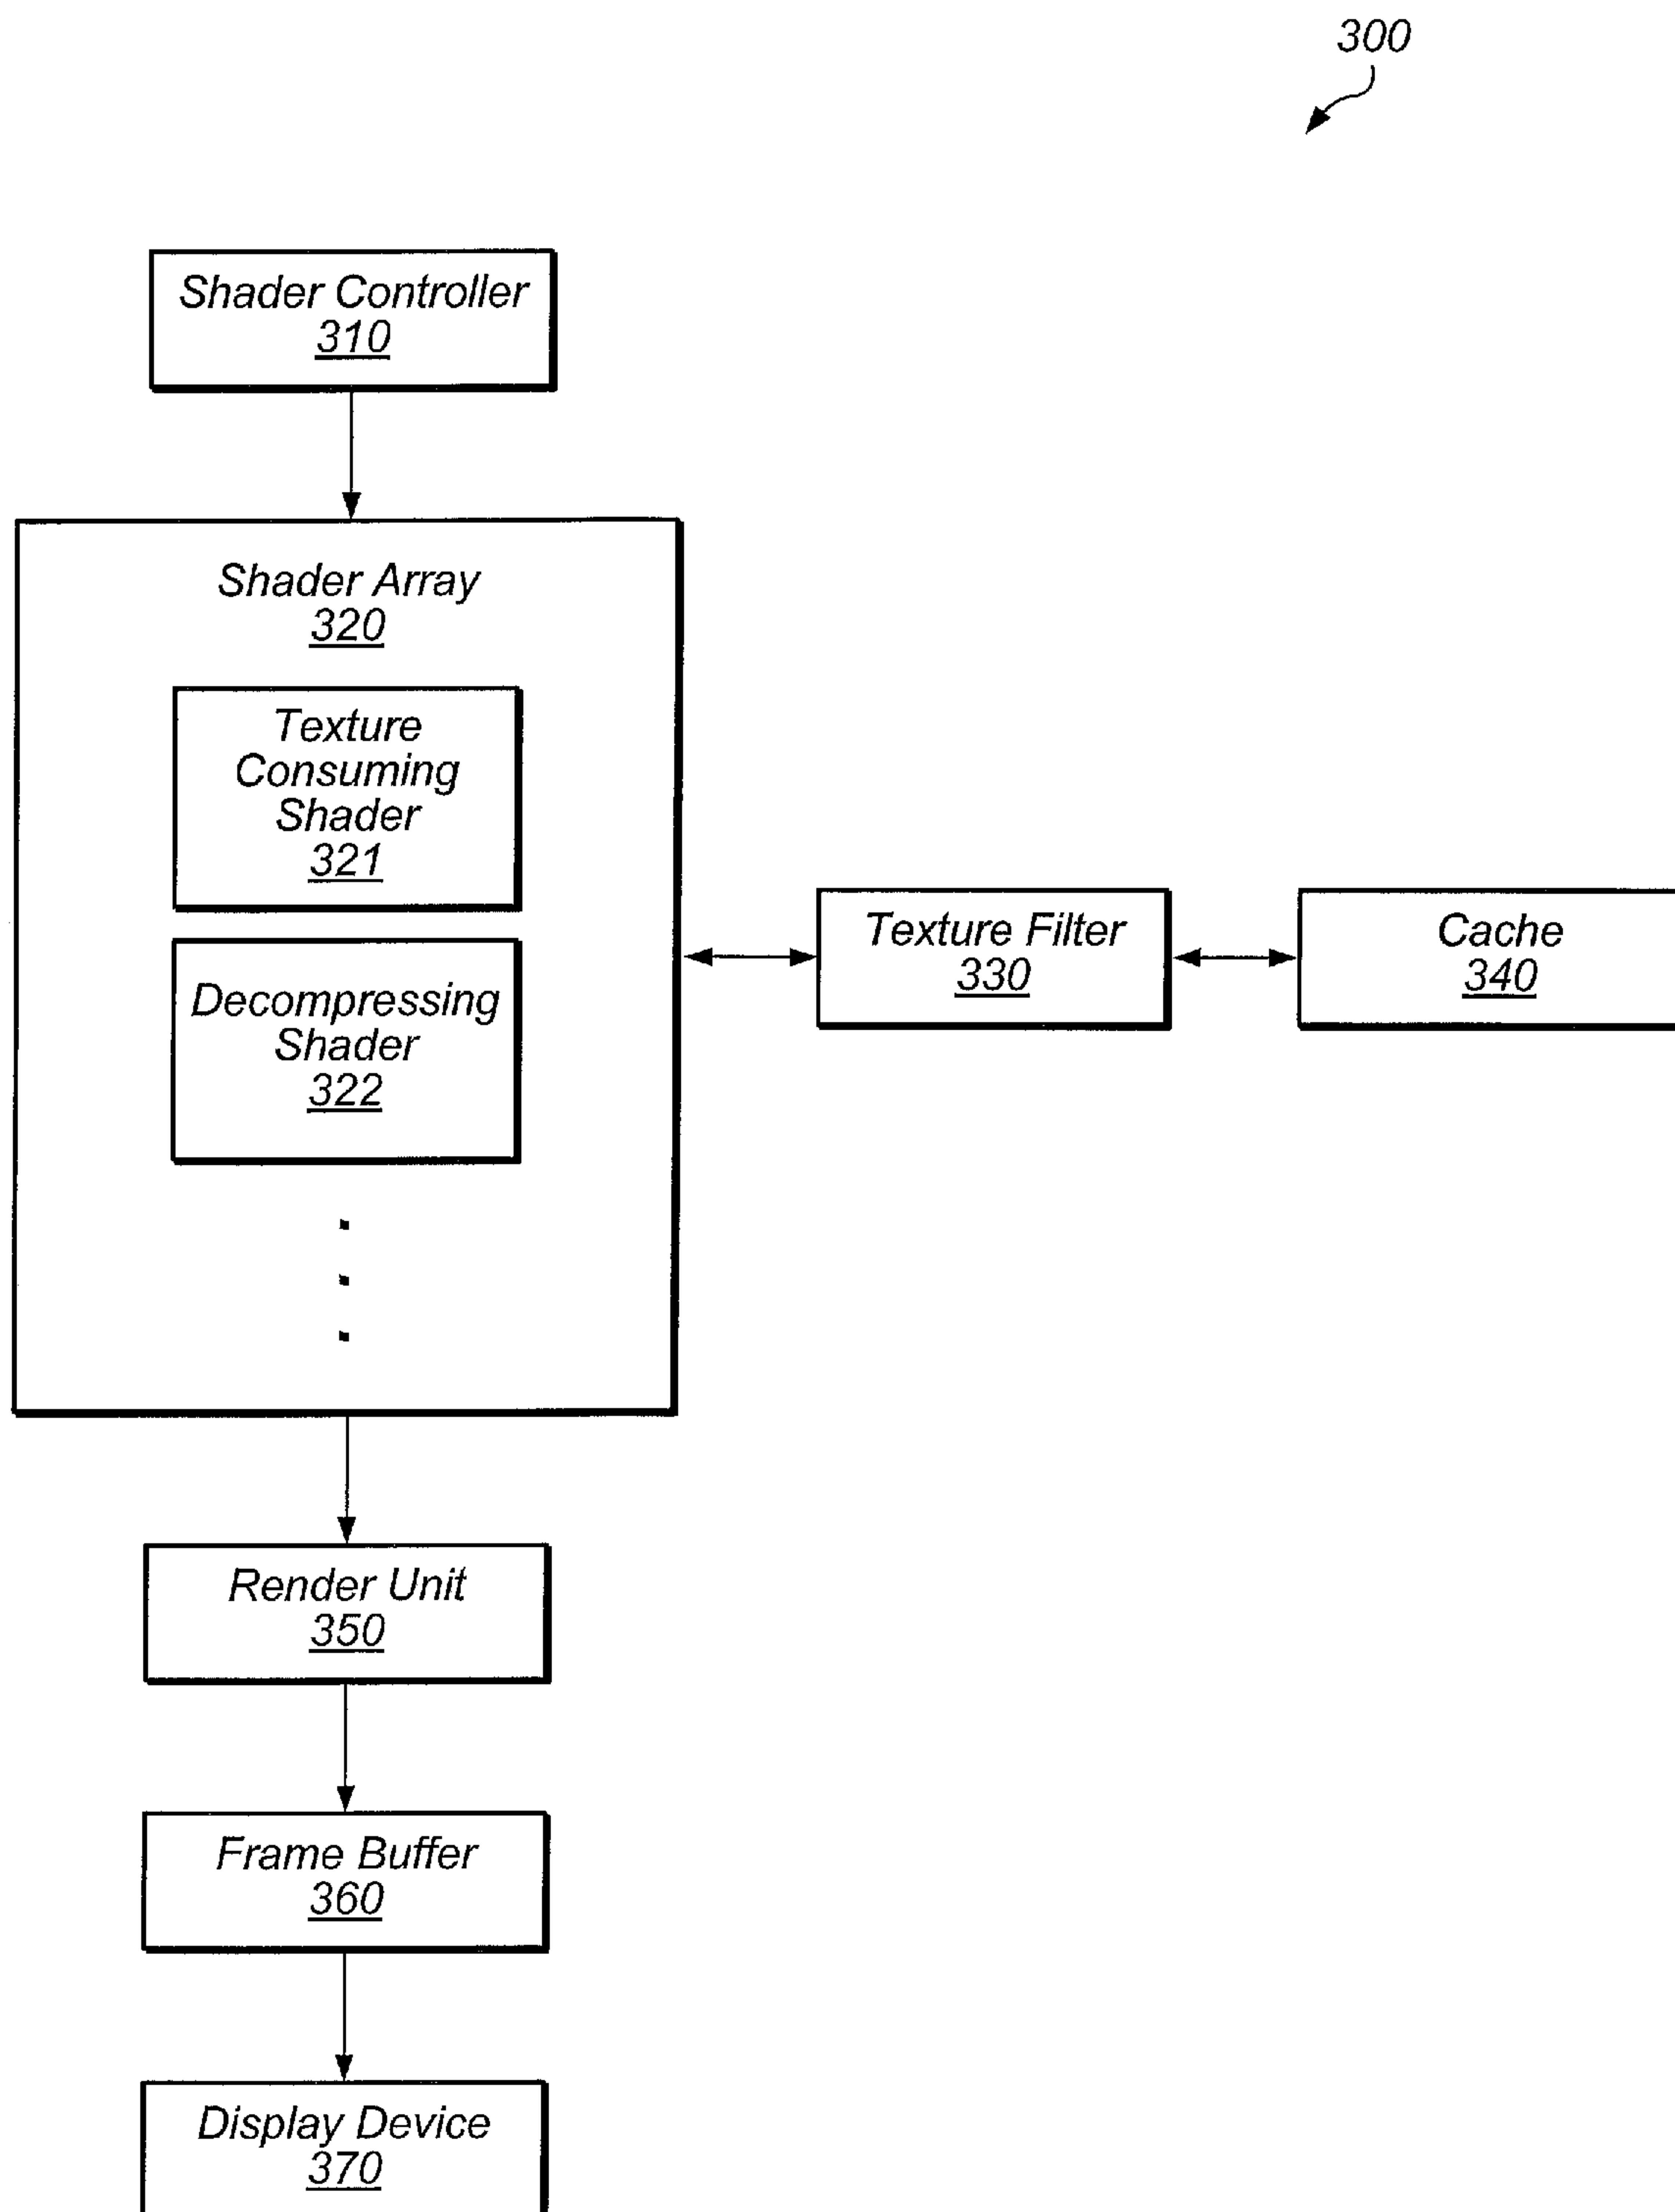 300
Shader Controller
310
Shader Array
320
Texture
Consuming
Shader
321
Decompressing
Shader
322
Texture Filter
330
Cache
340
Render Unit
350
Frame Buffer
360
Display Device
370